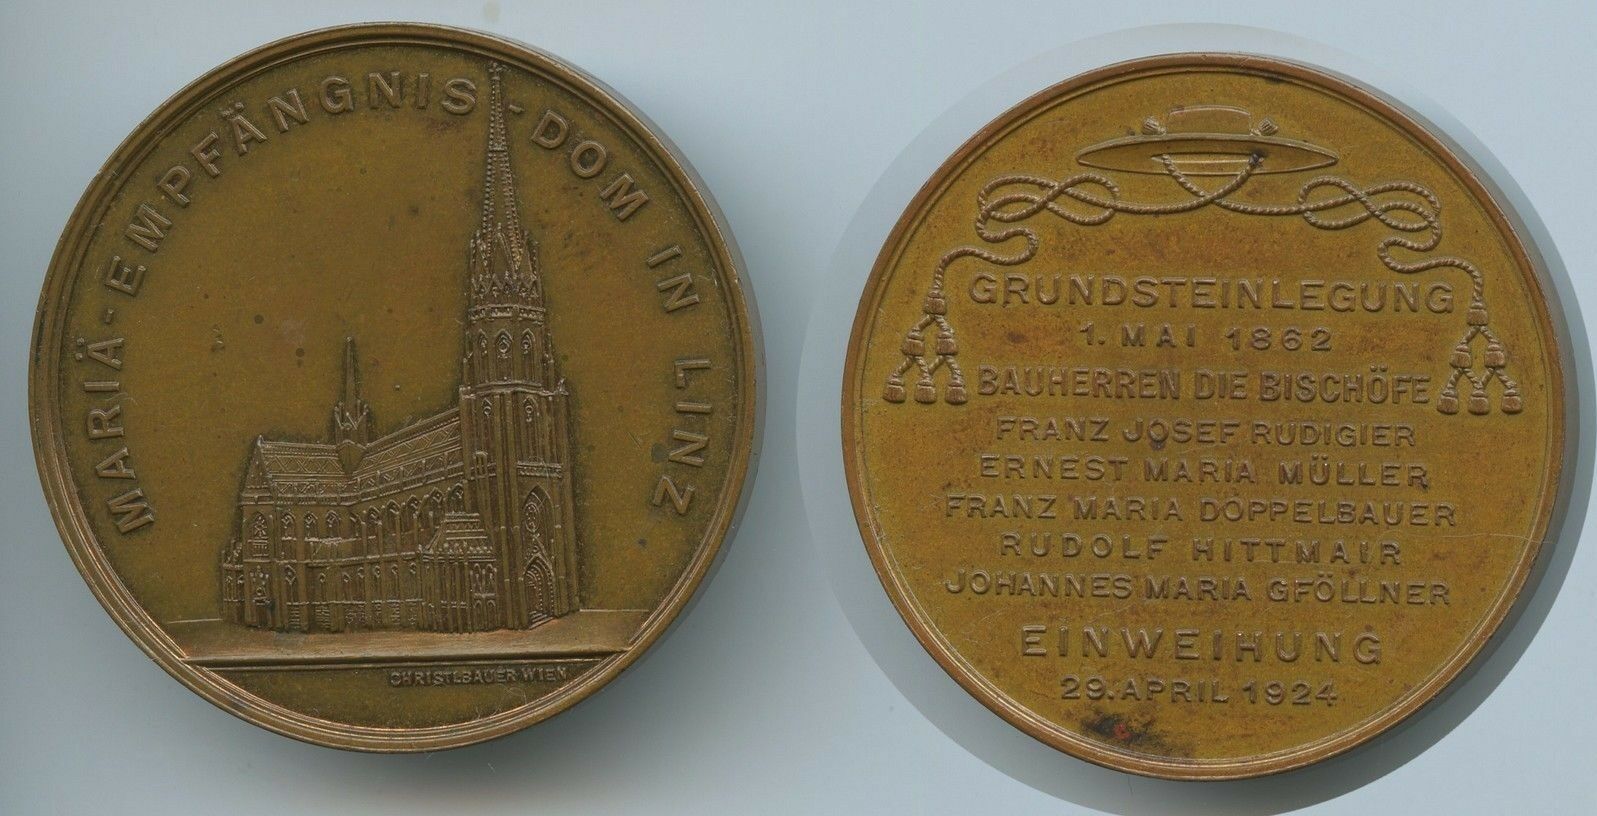 MARIÄ-EMPFÄNGNIS-DOM IN LINZ
CHRISTLBAUER WIEN
GRUNDSTEINLEGUNG
1. MAI 1862
BAUHERREN DIE BISCHÖFE
FRANZ JOSEF RUDIGIER
ERNEST MARIA MÜLLER
FRANZ MARIA DOPPELBAUER
RUDOLF HITTMAIR
JOHANNES MARIA GFÖLLNER
EINWEIHUNG
29. APRIL 1924